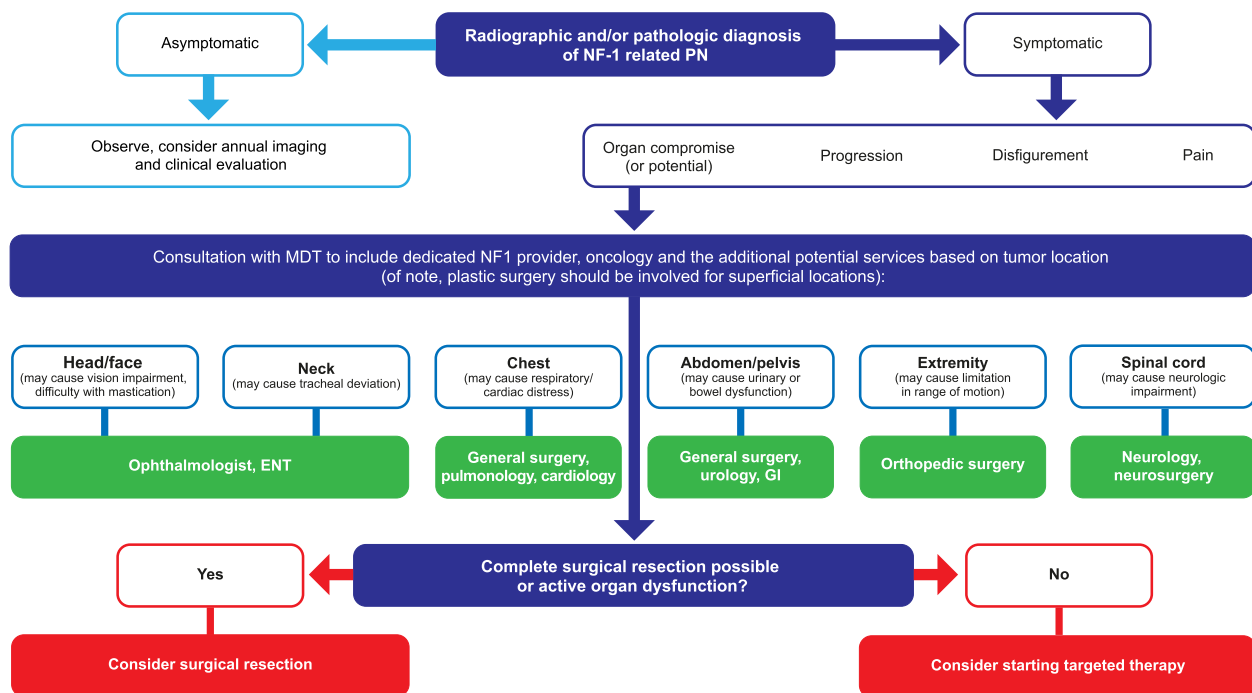 Asymptomatic
Radiographic and/or pathologic diagnosis
of NF-1 related PN
Symptomatic
Observe, consider annual imaging
and clinical evaluation
Organ compromise
(or potential)
Progression
Disfigurement
Pain
Consultation with MDT to include dedicated NF1 provider, oncology and the additional potential services based on tumor location
(of note, plastic surgery should be involved for superficial locations):
Head/face
(may cause vision impairment,
difficulty with mastication)
Neck
(may cause tracheal deviation)
Chest
(may cause respiratory/
cardiac distress)
Abdomen/pelvis
(may cause urinary or
bowel dysfunction)
Extremity
(may cause limitation
in range of motion)
Spinal cord
(may cause neurologic
impairment)
Ophthalmologist, ENT
General surgery,
pulmonology, cardiology
General surgery,
urology, GI
Orthopedic surgery
Neurology,
neurosurgery
Yes
Complete surgical resection possible
or active organ dysfunction?
No
Consider surgical resection
Consider starting targeted therapy